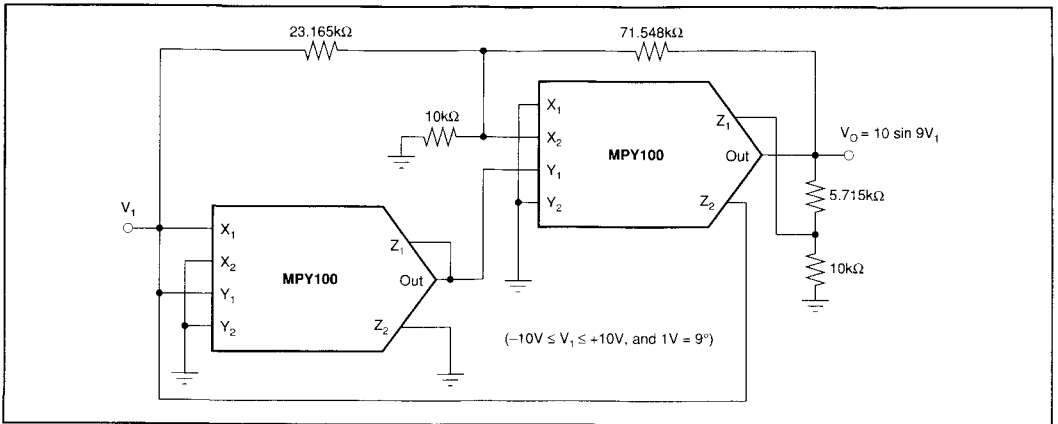 23.165kΩ
71.548kΩ
10kΩ
X₁
X₂
Y₁
Y₂
MPY100
Z₁
Out
Z₂
V_O = 10 sin 9V₁
5.715kΩ
10kΩ
V₁
X₁
X₂
Y₁
Y₂
MPY100
Z₁
Out
Z₂
(–10V ≤ V₁ ≤ +10V, and 1V = 9°)